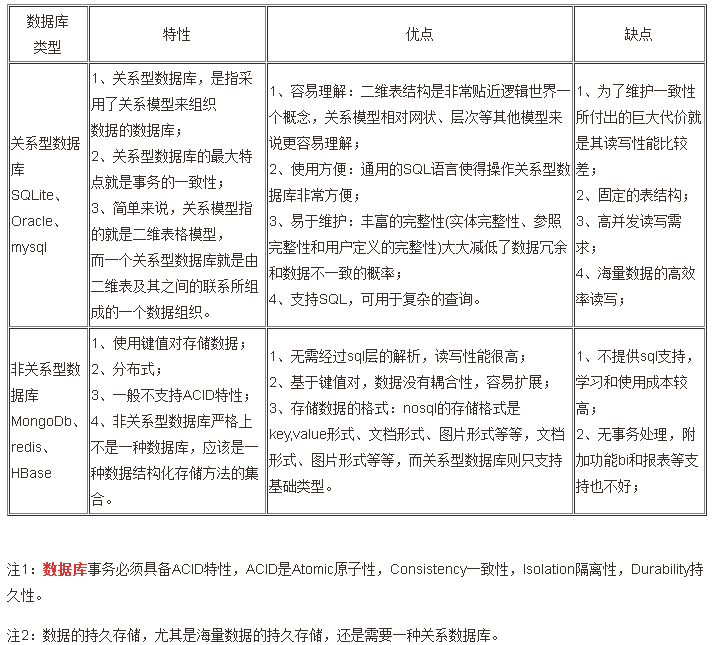 数据库
类型
特性
优点
缺点
关系型数据
库
SQLite、
Oracle、
mysql
1、关系型数据库，是指采
用了关系模型来组织
数据的数据库；
2、关系型数据库的最大特
点就是事务的一致性；
3、简单来说，关系模型指
的就是二维表格模型，
而一个关系型数据库就是由
二维表及其之间的联系所组
成的一个数据组织。
1、容易理解：二维表结构是非常贴近逻辑世界一
个概念，关系模型相对网状、层次等其他模型来
说更容易理解；
2、使用方便：通用的SQL语言使得操作关系型数
据库非常方便；
3、易于维护：丰富的完整性(实体完整性、参照
完整性和用户定义的完整性)大大减低了数据冗余
和数据不一致的概率；
4、支持SQL，可用于复杂的查询。
1、为了维护一致性
所付出的巨大代价就
是其读写性能比较
差；
2、固定的表结构；
3、高并发读写需
求；
4、海量数据的高效
率读写；
非关系型数
据库
MongoDb、
redis、
HBase
1、使用键值对存储数据；
2、分布式；
3、一般不支持ACID特性；
4、非关系型数据库严格上
不是一种数据库，应该是一
种数据结构化存储方法的集
合。
1、无需经过sql层的解析，读写性能很高；
2、基于键值对，数据没有耦合性，容易扩展；
3、存储数据的格式：nosql的存储格式是
key,value形式、文档形式、图片形式等等，文档
形式、图片形式等等，而关系型数据库则只支持
基础类型。
1、不提供sql支持，
学习和使用成本较
高；
2、无事务处理，附
加功能bi和报表等支
持也不好；
注1：数据库事务必须具备ACID特性，ACID是Atomic原子性，Consistency一致性，Isolation隔离性，Durability持
久性。
注2：数据的持久存储，尤其是海量数据的持久存储，还是需要一种关系数据库。